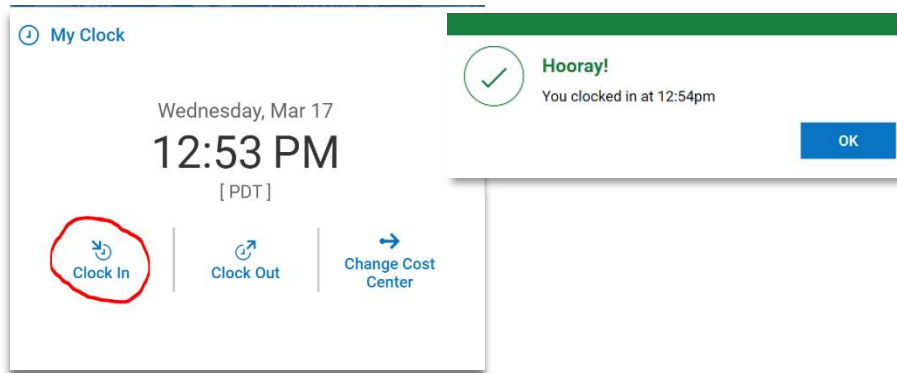 My Clock
Wednesday, Mar 17
12:53 PM
[ PDT ]
Clock In
Clock Out
Change Cost
Center
Hooray!
You clocked in at 12:54pm
OK